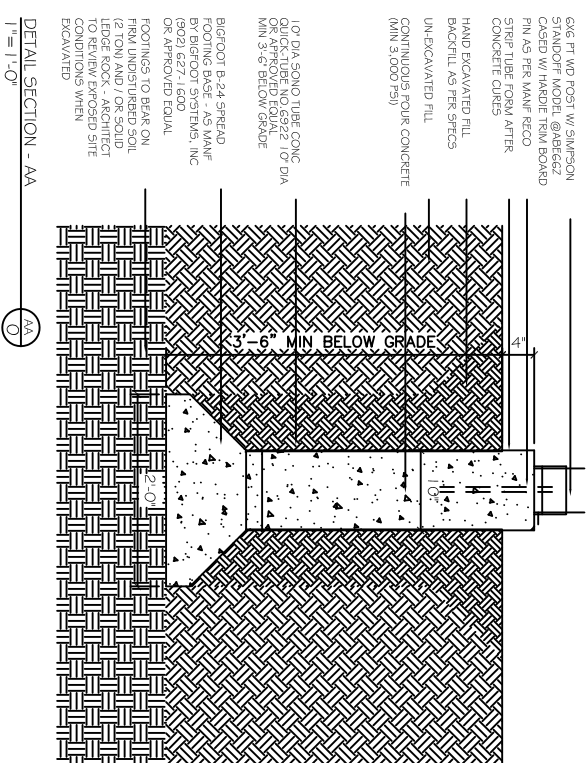 6X6 PT WD POST W/ SIMPSON
STANDOFF MODEL @ABE66Z
CASED W/ HARDIE TRIM BOARD
PIN AS PER MANF RECO
STRIP TUBE FORM AFTER
CONCRETE CURES
HAND EXCAVATED FILL
BACKFILL AS PER SPECS
UN-EXCAVATED FILL
CONTINUOUS POUR CONCRETE
(MIN 3,000 PSI)
10" DIA SONO TUBE CONC
QUICK-TUBE NO.6922 10" DIA
OR APPROVED EQUAL
MIN 3'-6" BELOW GRADE
BIGFOOT B-24 SPREAD
FOOTING BASE - AS MANF
BY BIGFOOT SYSTEMS, INC
(902) 627-1600
OR APPROVED EQUAL
FOOTINGS TO BEAR ON
FIRM UNDISTURBED SOIL
(2 TON) AND / OR SOLID
LEDGE ROCK - ARCHITECT
TO REVIEW EXPOSED SITE
CONDITIONS WHEN
EXCAVATED
4"
3'-6" MIN BELOW GRADE
10"
2'-0"
DETAIL SECTION - AA
1"= 1'-0"
AA
0